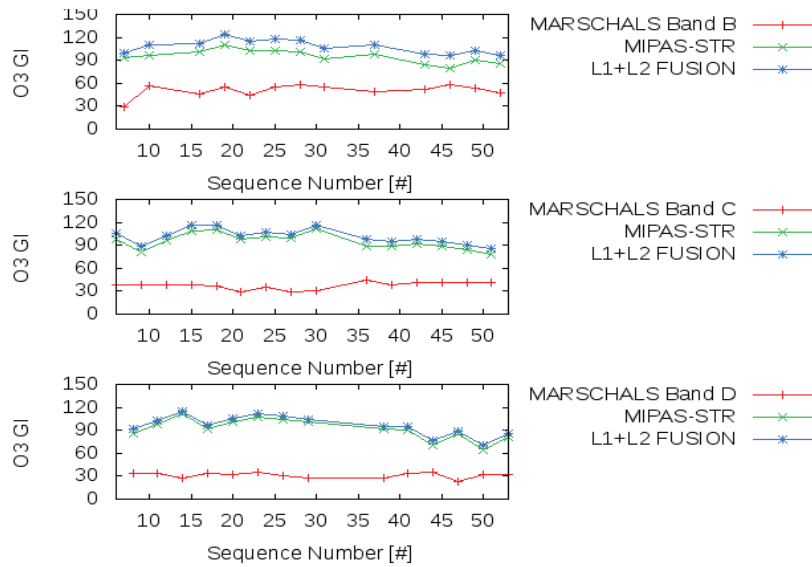 O3 GI
150
120
90
60
30
0
10 15 20 25 30 35 40 45 50
Sequence Number [#]
MARSCHALS Band B
MIPAS-STR
L1+L2 FUSION
O3 GI
150
120
90
60
30
0
10 15 20 25 30 35 40 45 50
Sequence Number [#]
MARSCHALS Band C
MIPAS-STR
L1+L2 FUSION
O3 GI
150
120
90
60
30
0
10 15 20 25 30 35 40 45 50
Sequence Number [#]
MARSCHALS Band D
MIPAS-STR
L1+L2 FUSION